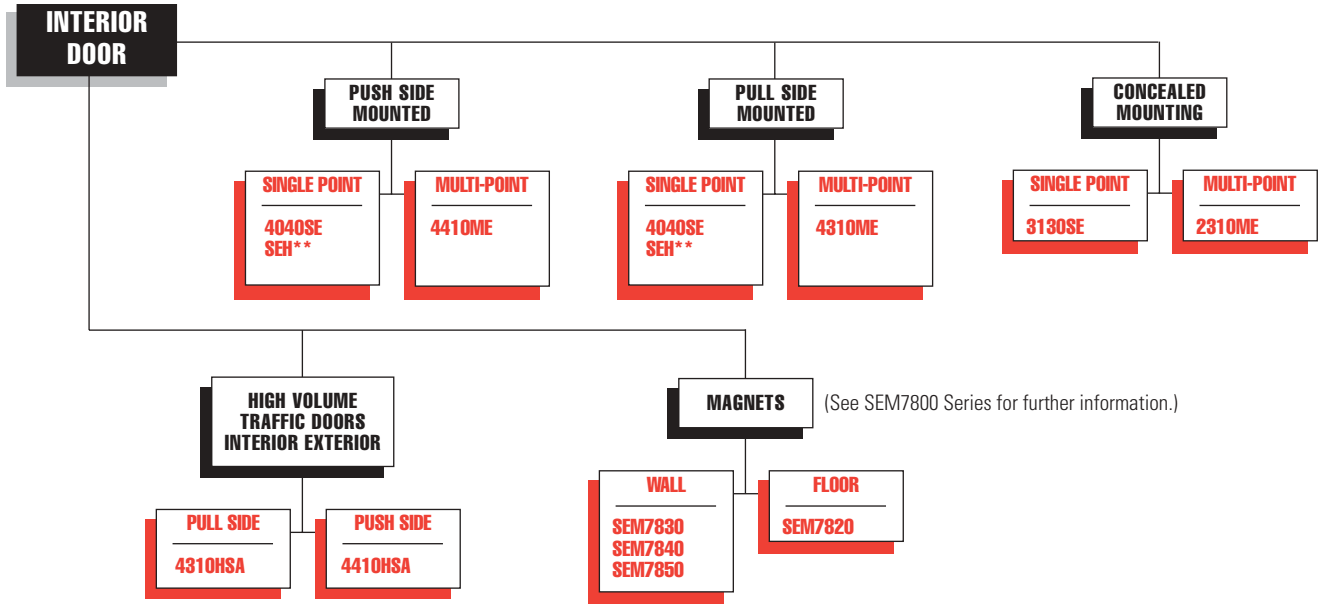 INTERIOR
DOOR
PUSH SIDE
MOUNTED
PULL SIDE
MOUNTED
CONCEALED
MOUNTING
SINGLE POINT
4040SE
SEH**
MULTI-POINT
4410ME
SINGLE POINT
4040SE
SEH**
MULTI-POINT
4310ME
SINGLE POINT
3130SE
MULTI-POINT
2310ME
HIGH VOLUME
TRAFFIC DOORS
INTERIOR EXTERIOR
MAGNETS
(See SEM7800 Series for further information.)
PULL SIDE
4310HSA
PUSH SIDE
4410HSA
WALL
SEM7830
SEM7840
SEM7850
FLOOR
SEM7820